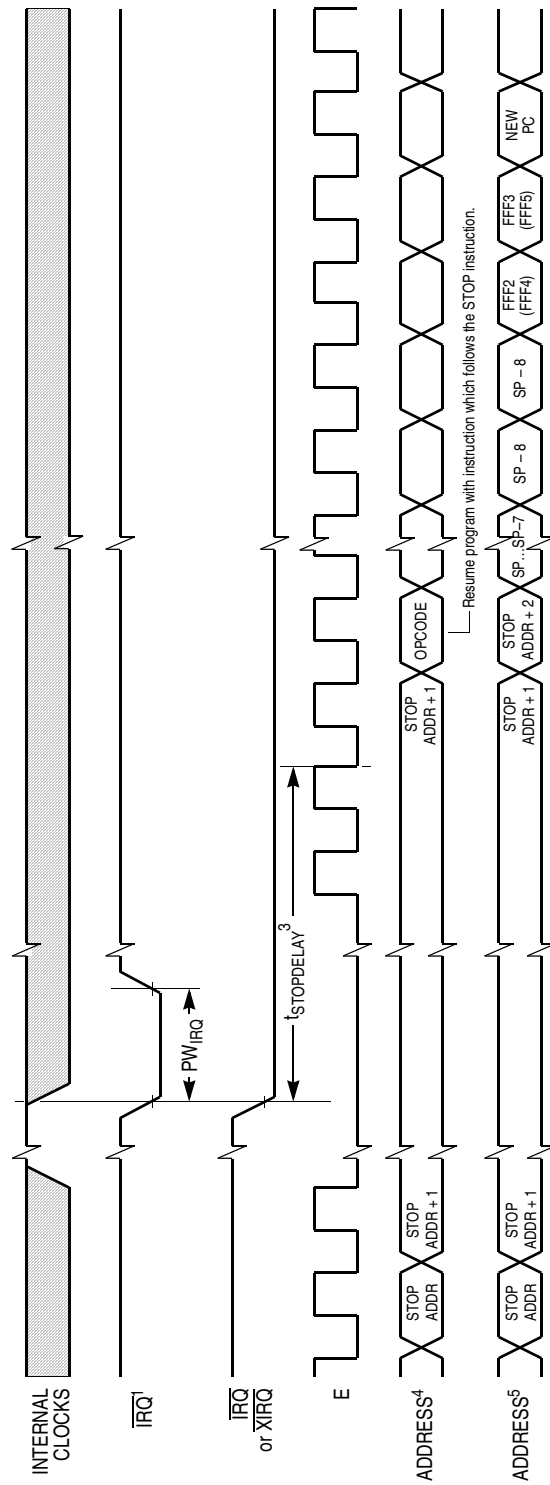 INTERNAL
CLOCKS
IRQ1
PWIRQ
IRQ
or XIRQ
tSTOPDELAY3
E
ADDRESS4
STOP
ADDR
STOP
ADDR + 1
STOP
ADDR + 1
OPCODE
Resume program with instruction which follows the STOP instruction.
ADDRESS5
STOP
ADDR
STOP
ADDR + 1
STOP
ADDR + 1
STOP
ADDR + 2
SP…SP–7
SP – 8
SP – 8
FFF2
(FFF4)
FFF3
(FFF5)
NEW
PC